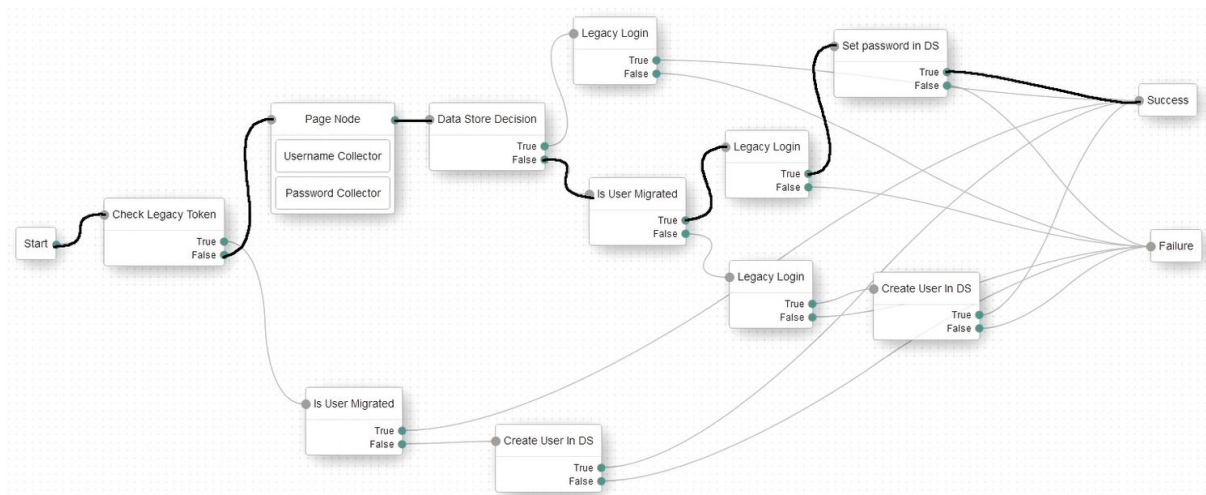 Start
Check Legacy Token
True
False
Page Node
Username Collector
Password Collector
Data Store Decision
True
False
Legacy Login
True
False
Is User Migrated
True
False
Legacy Login
True
False
Set password in DS
True
False
Legacy Login
True
False
Create User In DS
True
False
Is User Migrated
True
False
Create User In DS
True
False
Success
Failure